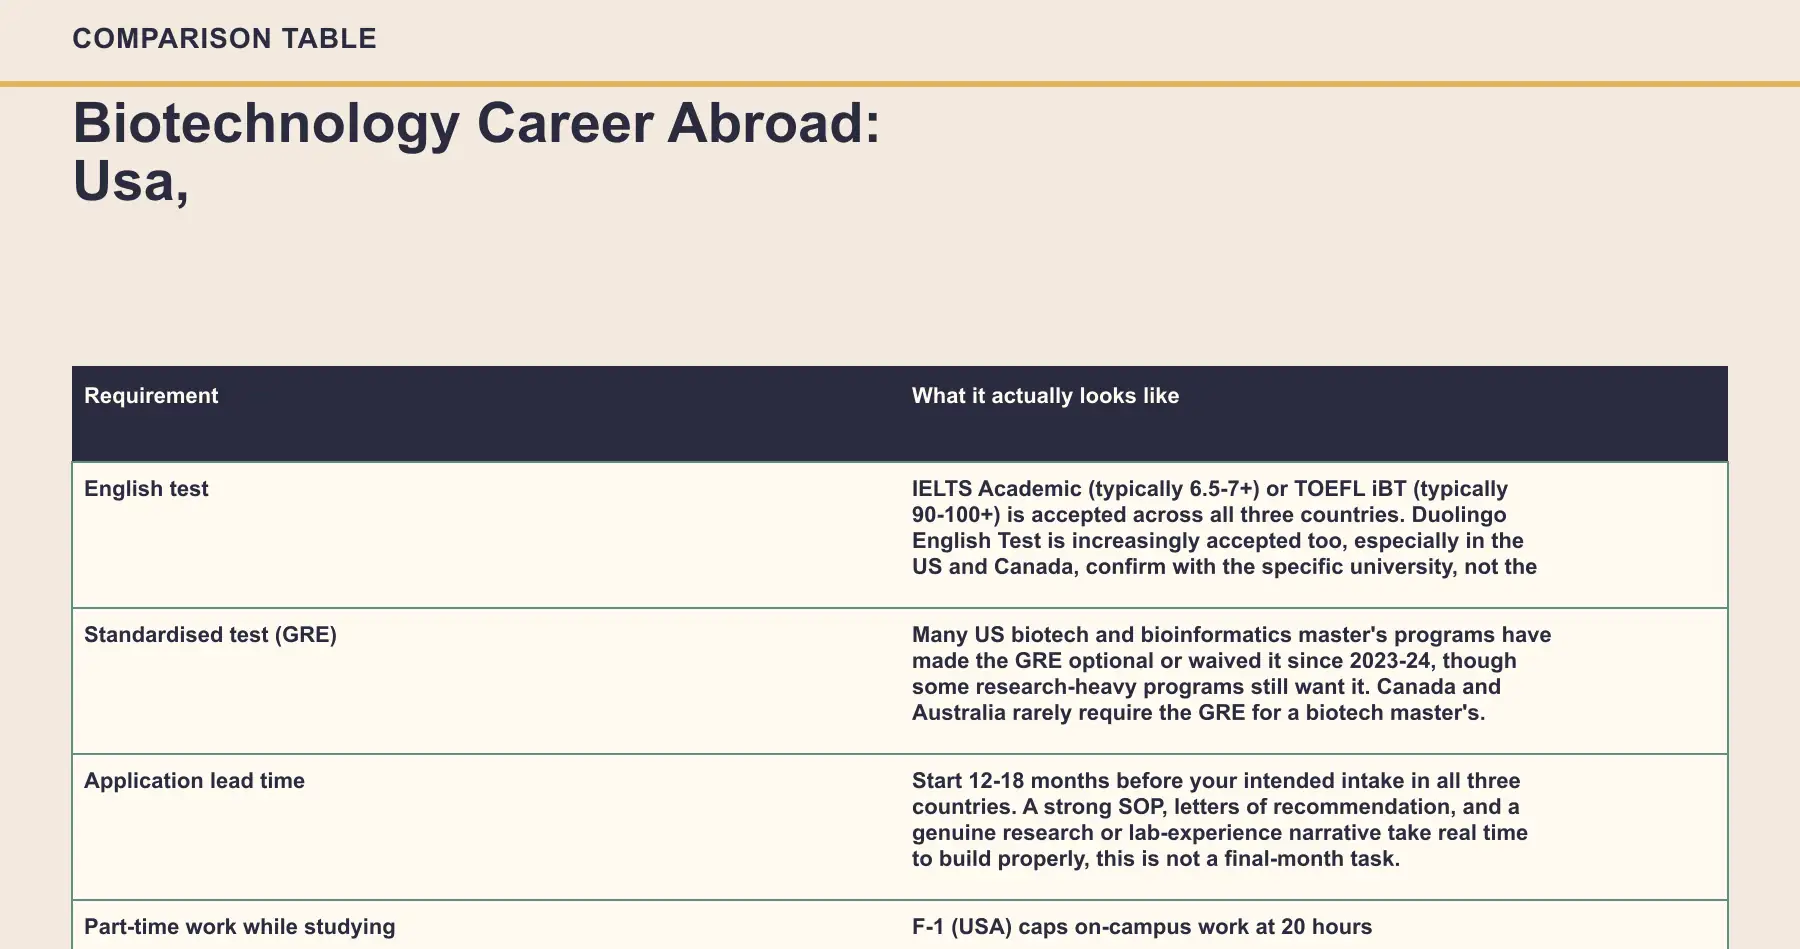 COMPARISON TABLE
Biotechnology Career Abroad:
Usa,
Requirement
What it actually looks like
English test
IELTS Academic (typically 6.5-7+) or TOEFL iBT (typically
90-100+) is accepted across all three countries. Duolingo
English Test is increasingly accepted too, especially in the
US and Canada, confirm with the specific university, not the
Standardised test (GRE)
Many US biotech and bioinformatics master's programs have
made the GRE optional or waived it since 2023-24, though
some research-heavy programs still want it. Canada and
Australia rarely require the GRE for a biotech master's.
Application lead time
Start 12-18 months before your intended intake in all three
countries. A strong SOP, letters of recommendation, and a
genuine research or lab-experience narrative take real time
to build properly, this is not a final-month task.
Part-time work while studying
F-1 (USA) caps on-campus work at 20 hours